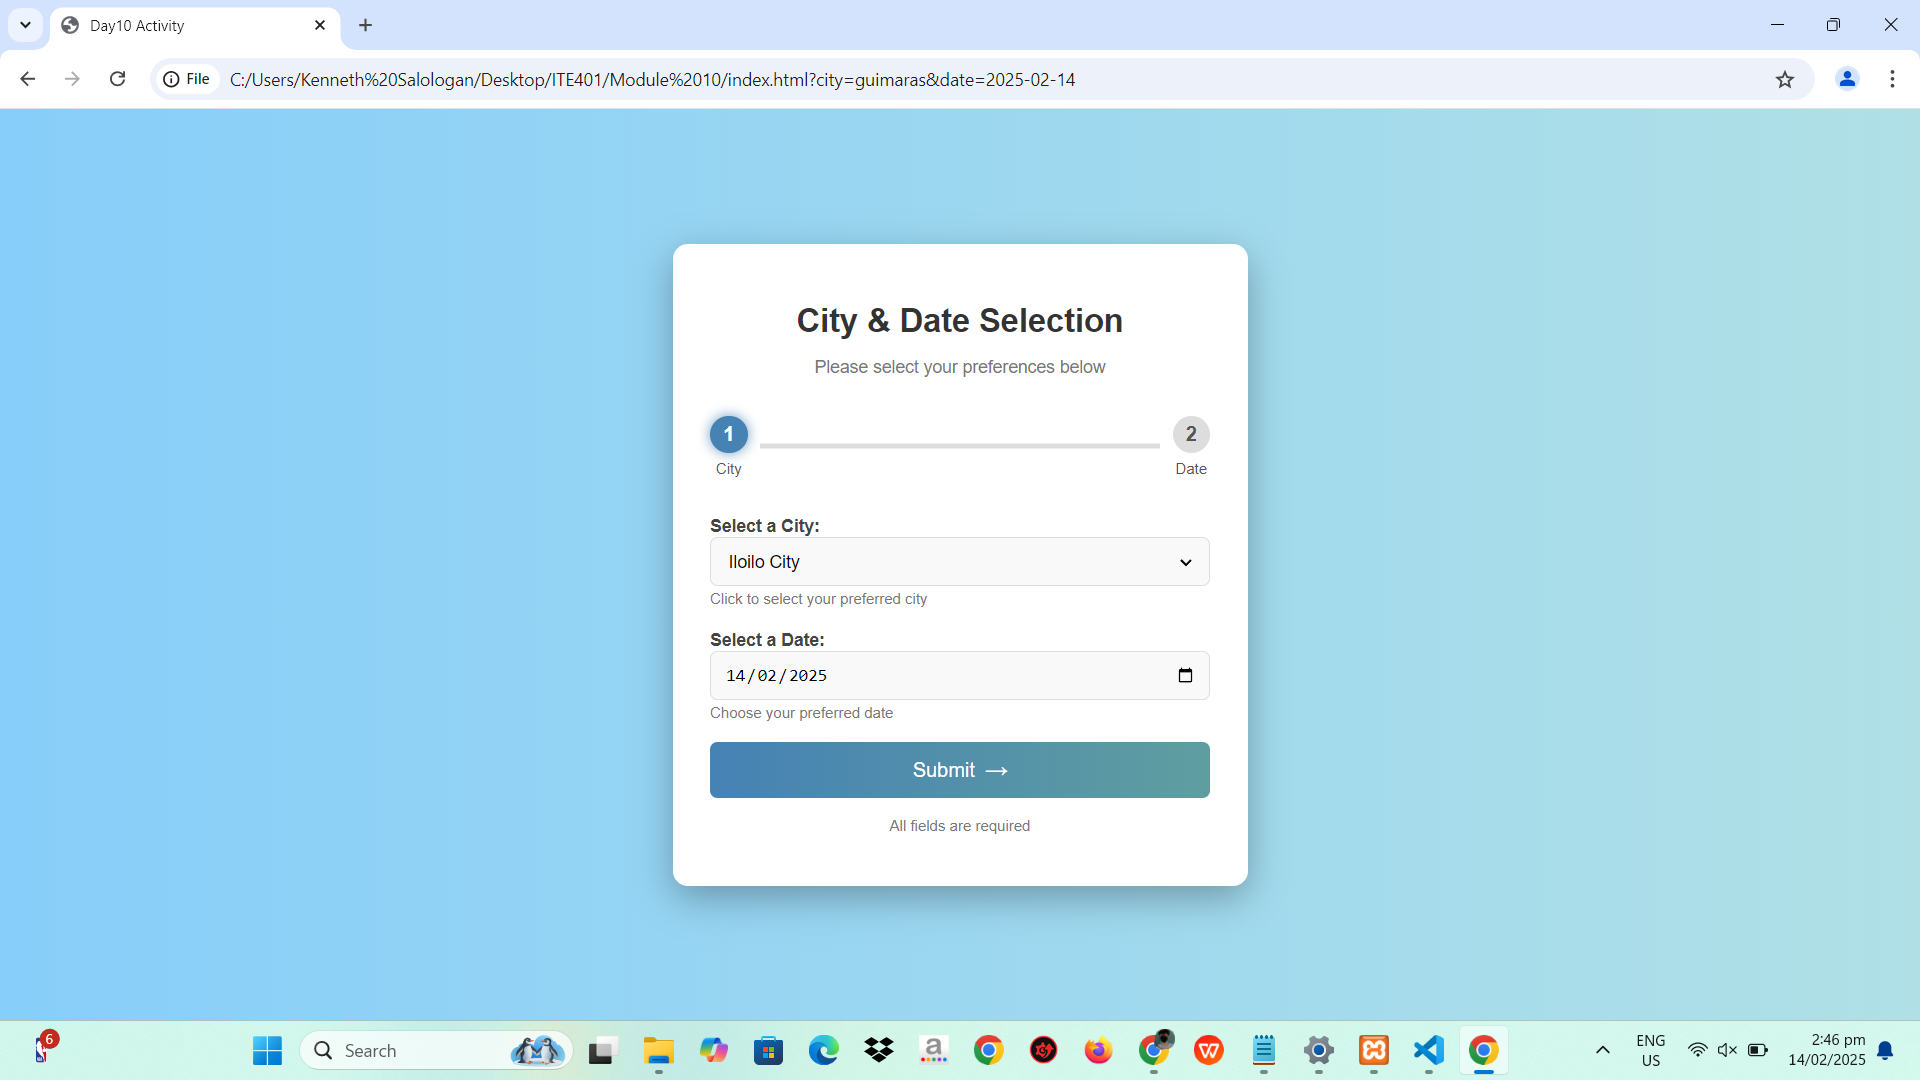 Day10 Activity
File
C:/Users/Kenneth%20Salologan/Desktop/ITE401/Module%2010/index.html?city=guimaras&date=2025-02-14
City & Date Selection
Please select your preferences below
1
2
City
Date
Select a City:
Iloilo City
Click to select your preferred city
Select a Date:
14/02/2025
Choose your preferred date
Submit →
All fields are required
6
Search
a
W
ENG
US
2:46 pm
14/02/2025